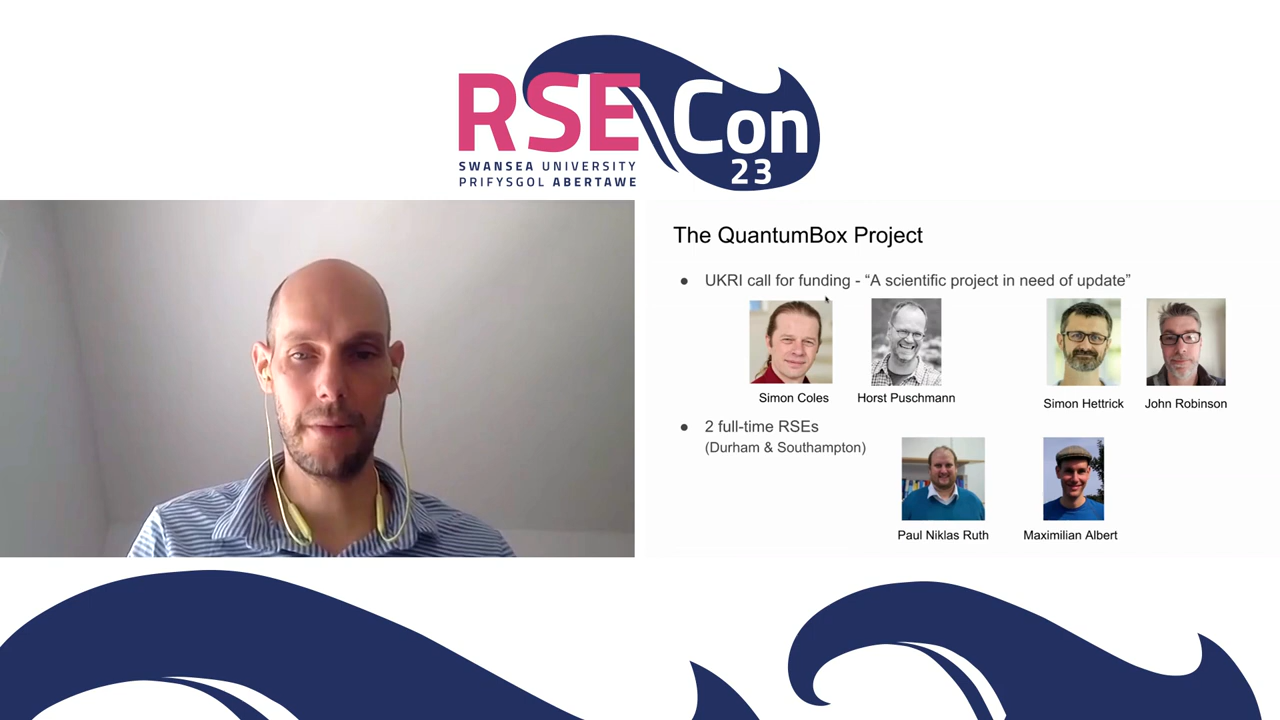 RSE Con
23
SWANSEA UNIVERSITY
PRIFYSGOL ABERTAWE
The QuantumBox Project
● UKRI call for funding - “A scientific project in need of update”
Simon Coles
Horst Puschmann
Simon Hettrick
John Robinson
● 2 full-time RSEs
(Durham & Southampton)
Paul Niklas Ruth
Maximilian Albert